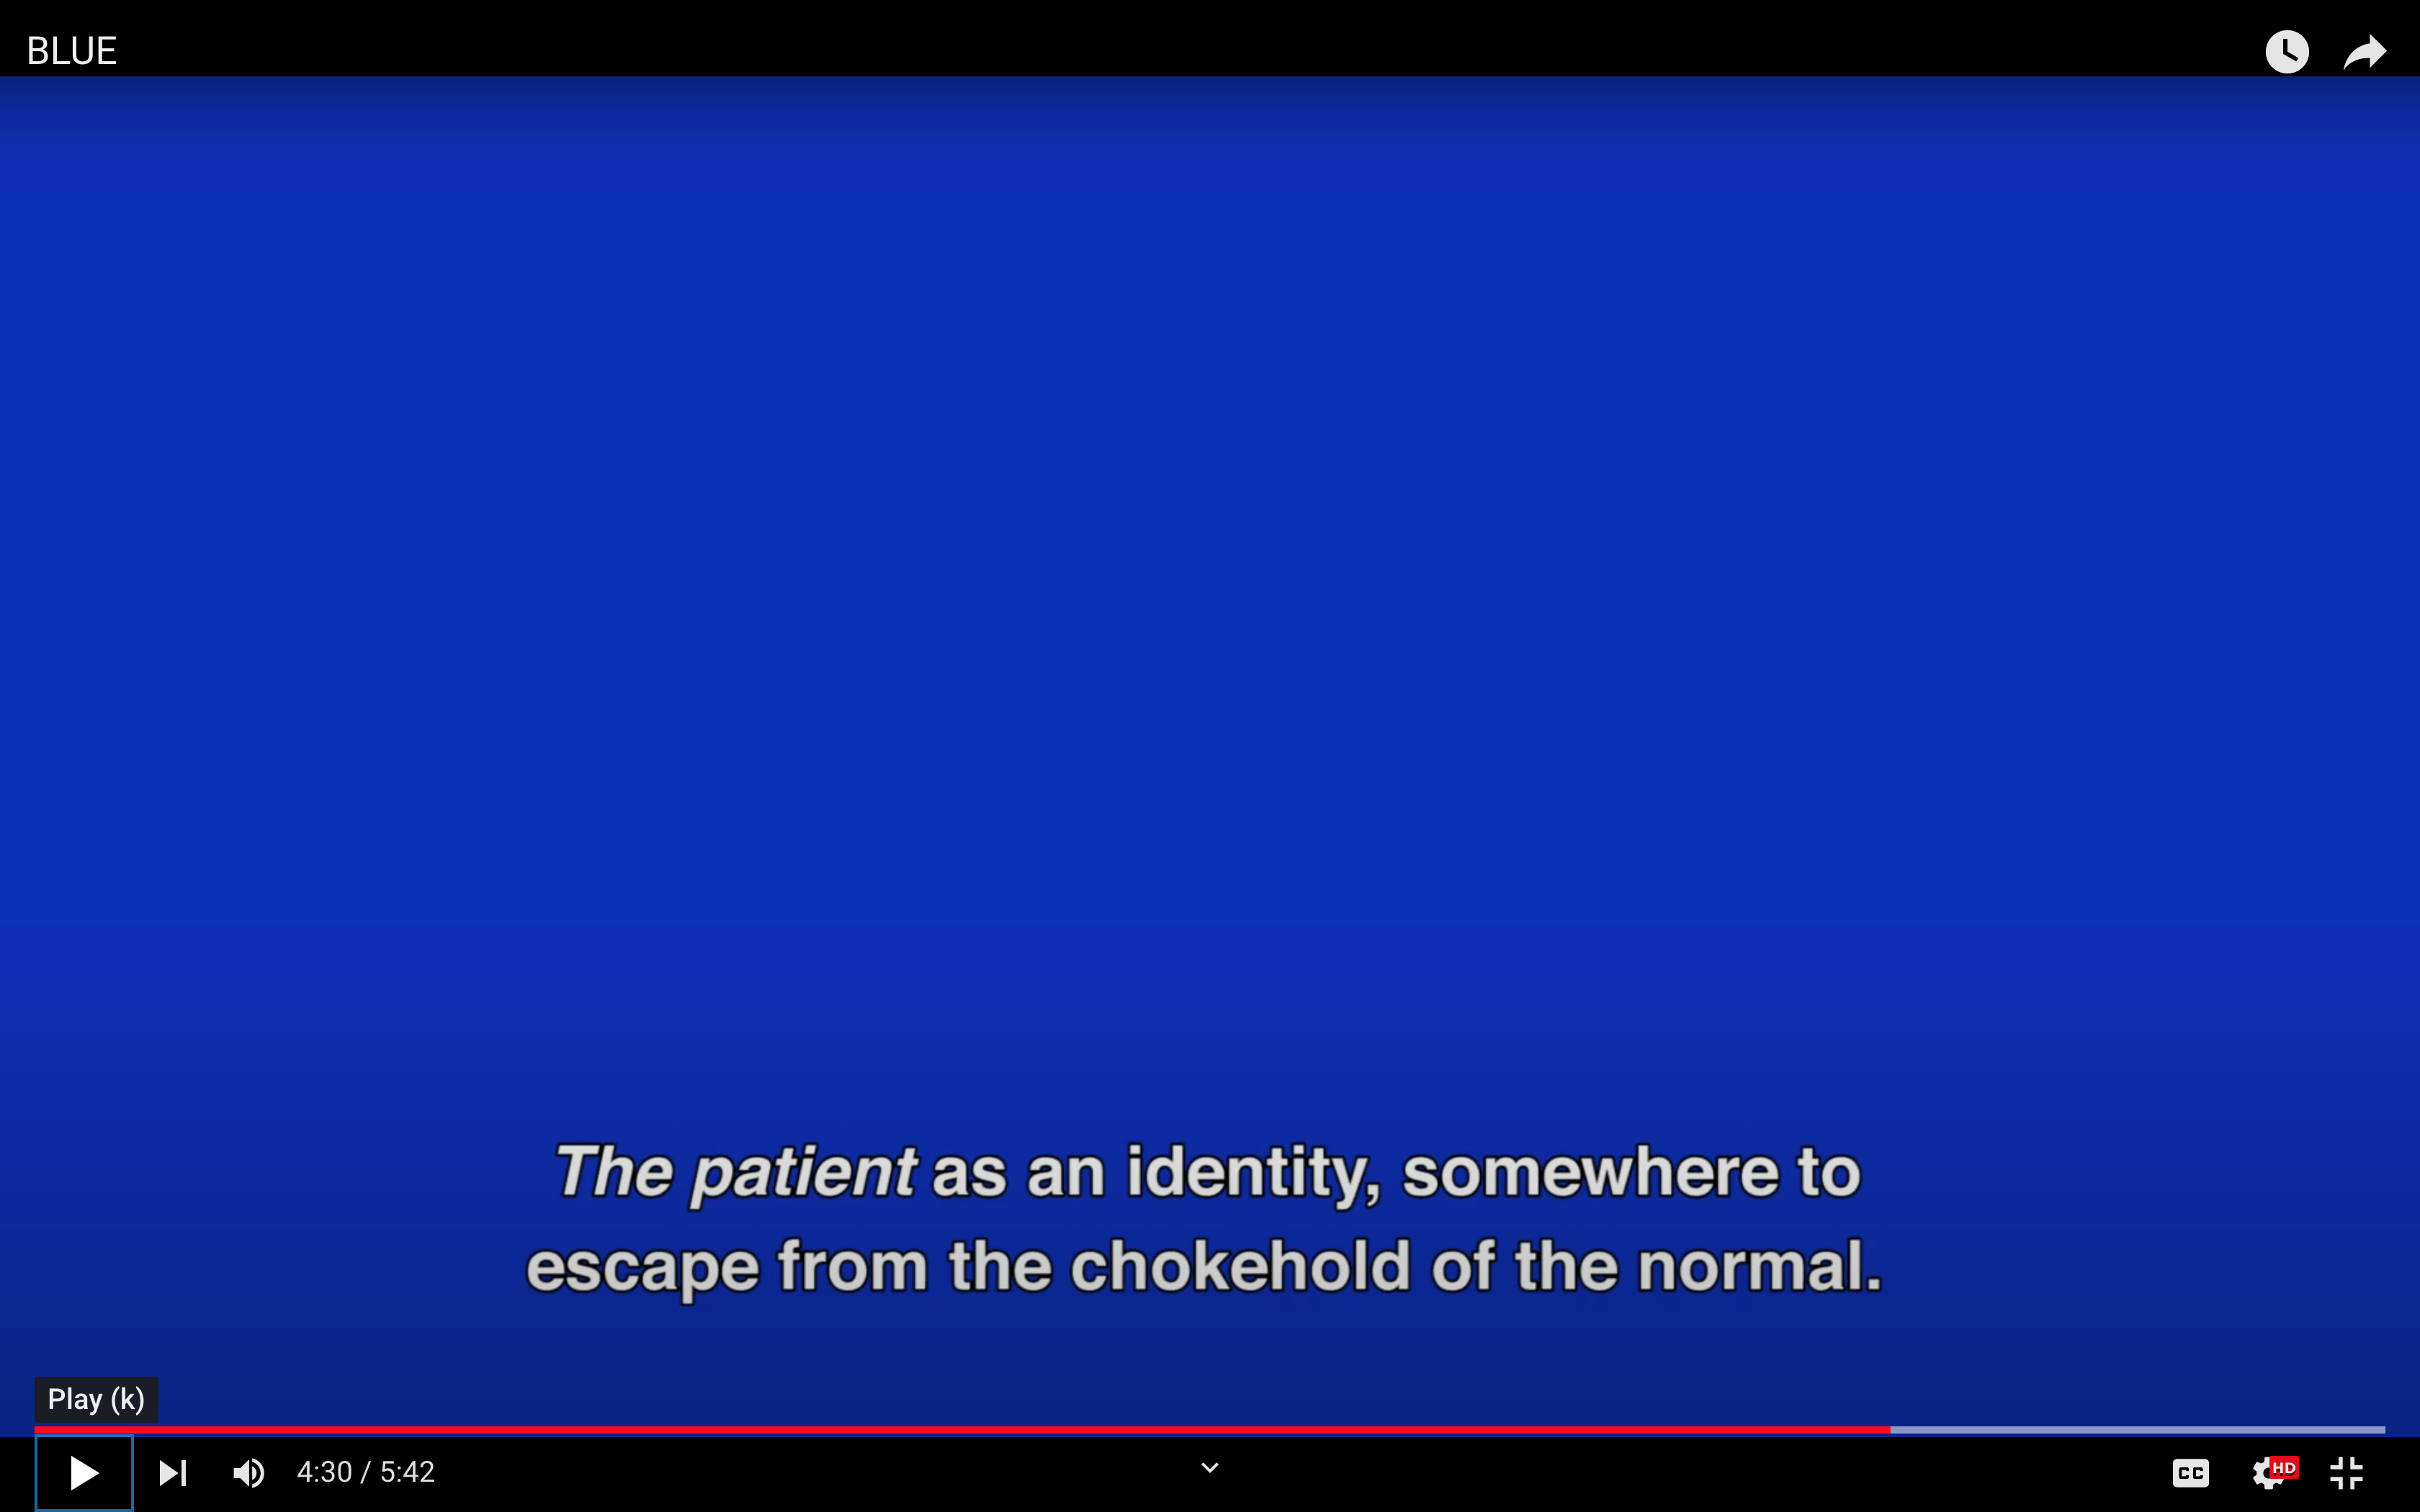 BLUE
The patient as an identity, somewhere to
escape from the chokehold of the normal.
Play (k)
4:30 / 5:42
CC
HD